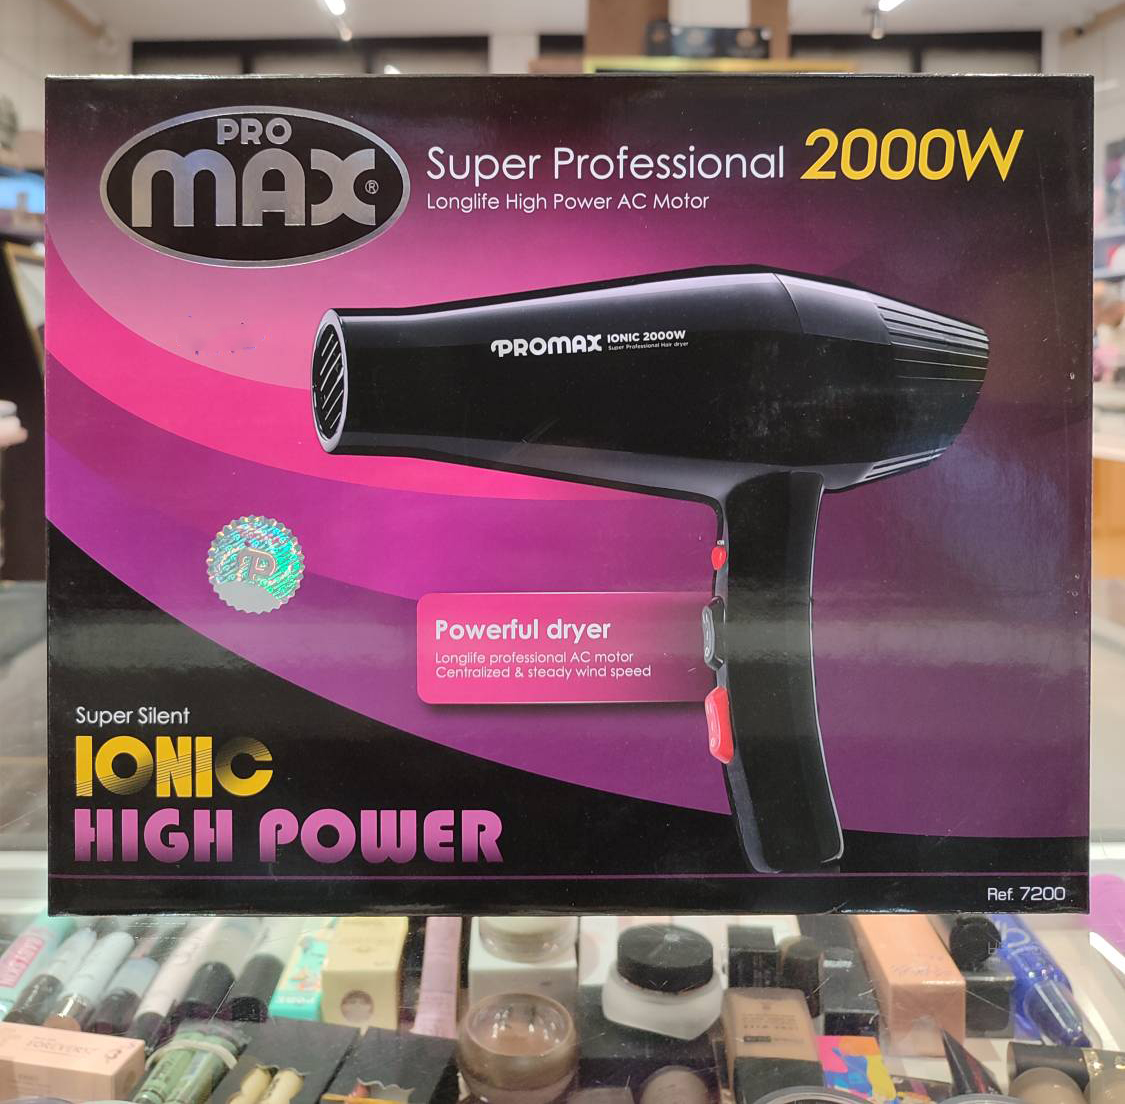 PRO
MAX®
Super Professional 2000W
Longlife High Power AC Motor
PROMAX IONIC 2000W
Super Professional Hair dryer
Powerful dryer
Longlife professional AC motor
Centralized & steady wind speed
Super Silent
IONIC
HIGH POWER
Ref. 7200